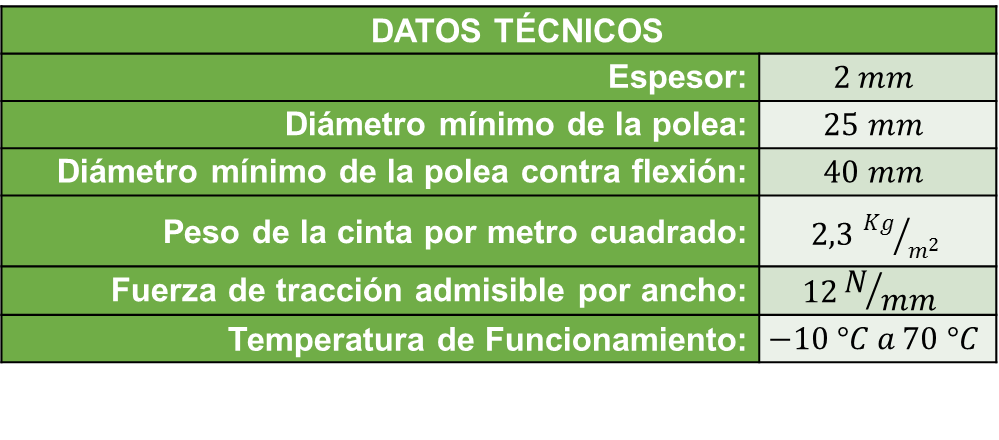 DATOS TÉCNICOS
Espesor: 2 mm
Diámetro mínimo de la polea: 25 mm
Diámetro mínimo de la polea contra flexión: 40 mm
Peso de la cinta por metro cuadrado: 2,3 Kg/m²
Fuerza de tracción admisible por ancho: 12 N/mm
Temperatura de Funcionamiento: −10 °C a 70 °C